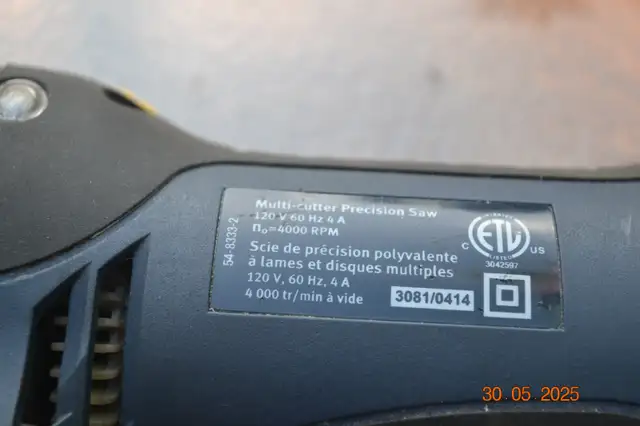 54-8333-2
Multi-cutter Precision Saw
120 V 60 Hz 4 A
n₀=4000 RPM
Scie de précision polyvalente
à lames et disques multiples
120 V, 60 Hz, 4A
4 000 tr/min à vide
3081/0414
C ETL US
LISTED
3042597
30.05.2025